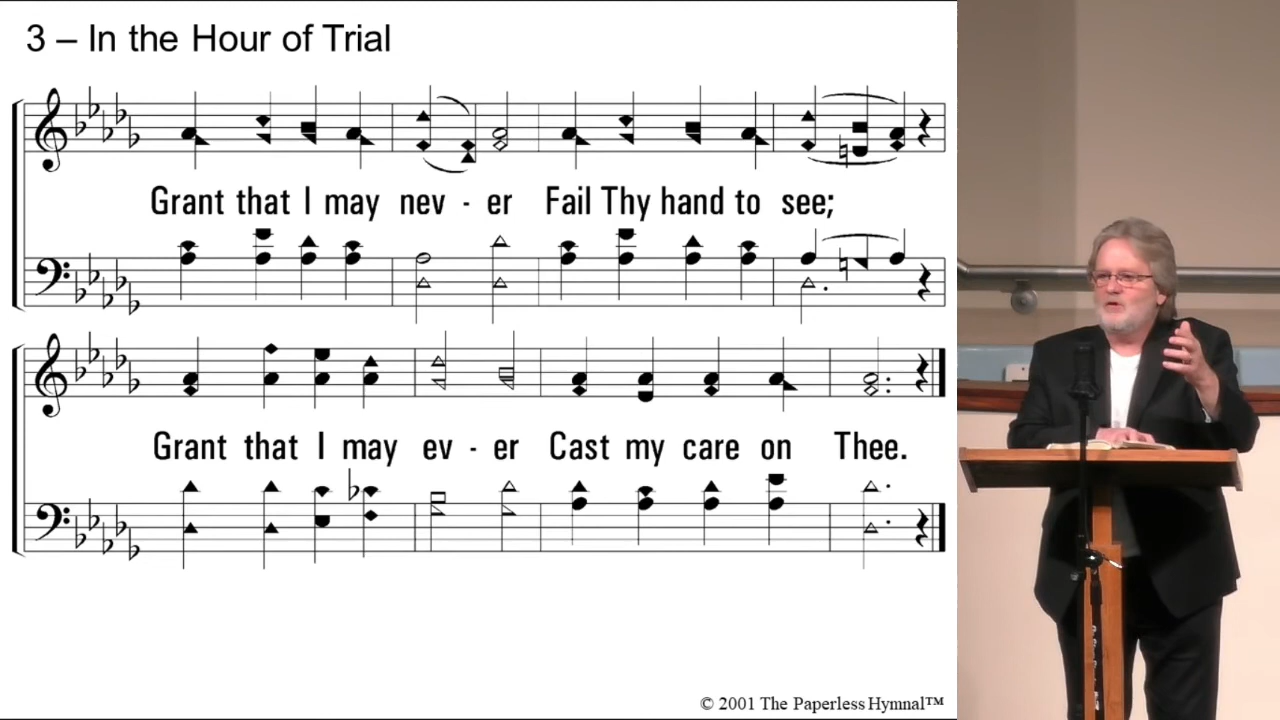 3 – In the Hour of Trial
Grant that I may nev - er Fail Thy hand to see;
Grant that I may ev - er Cast my care on Thee.
© 2001 The Paperless Hymnal™